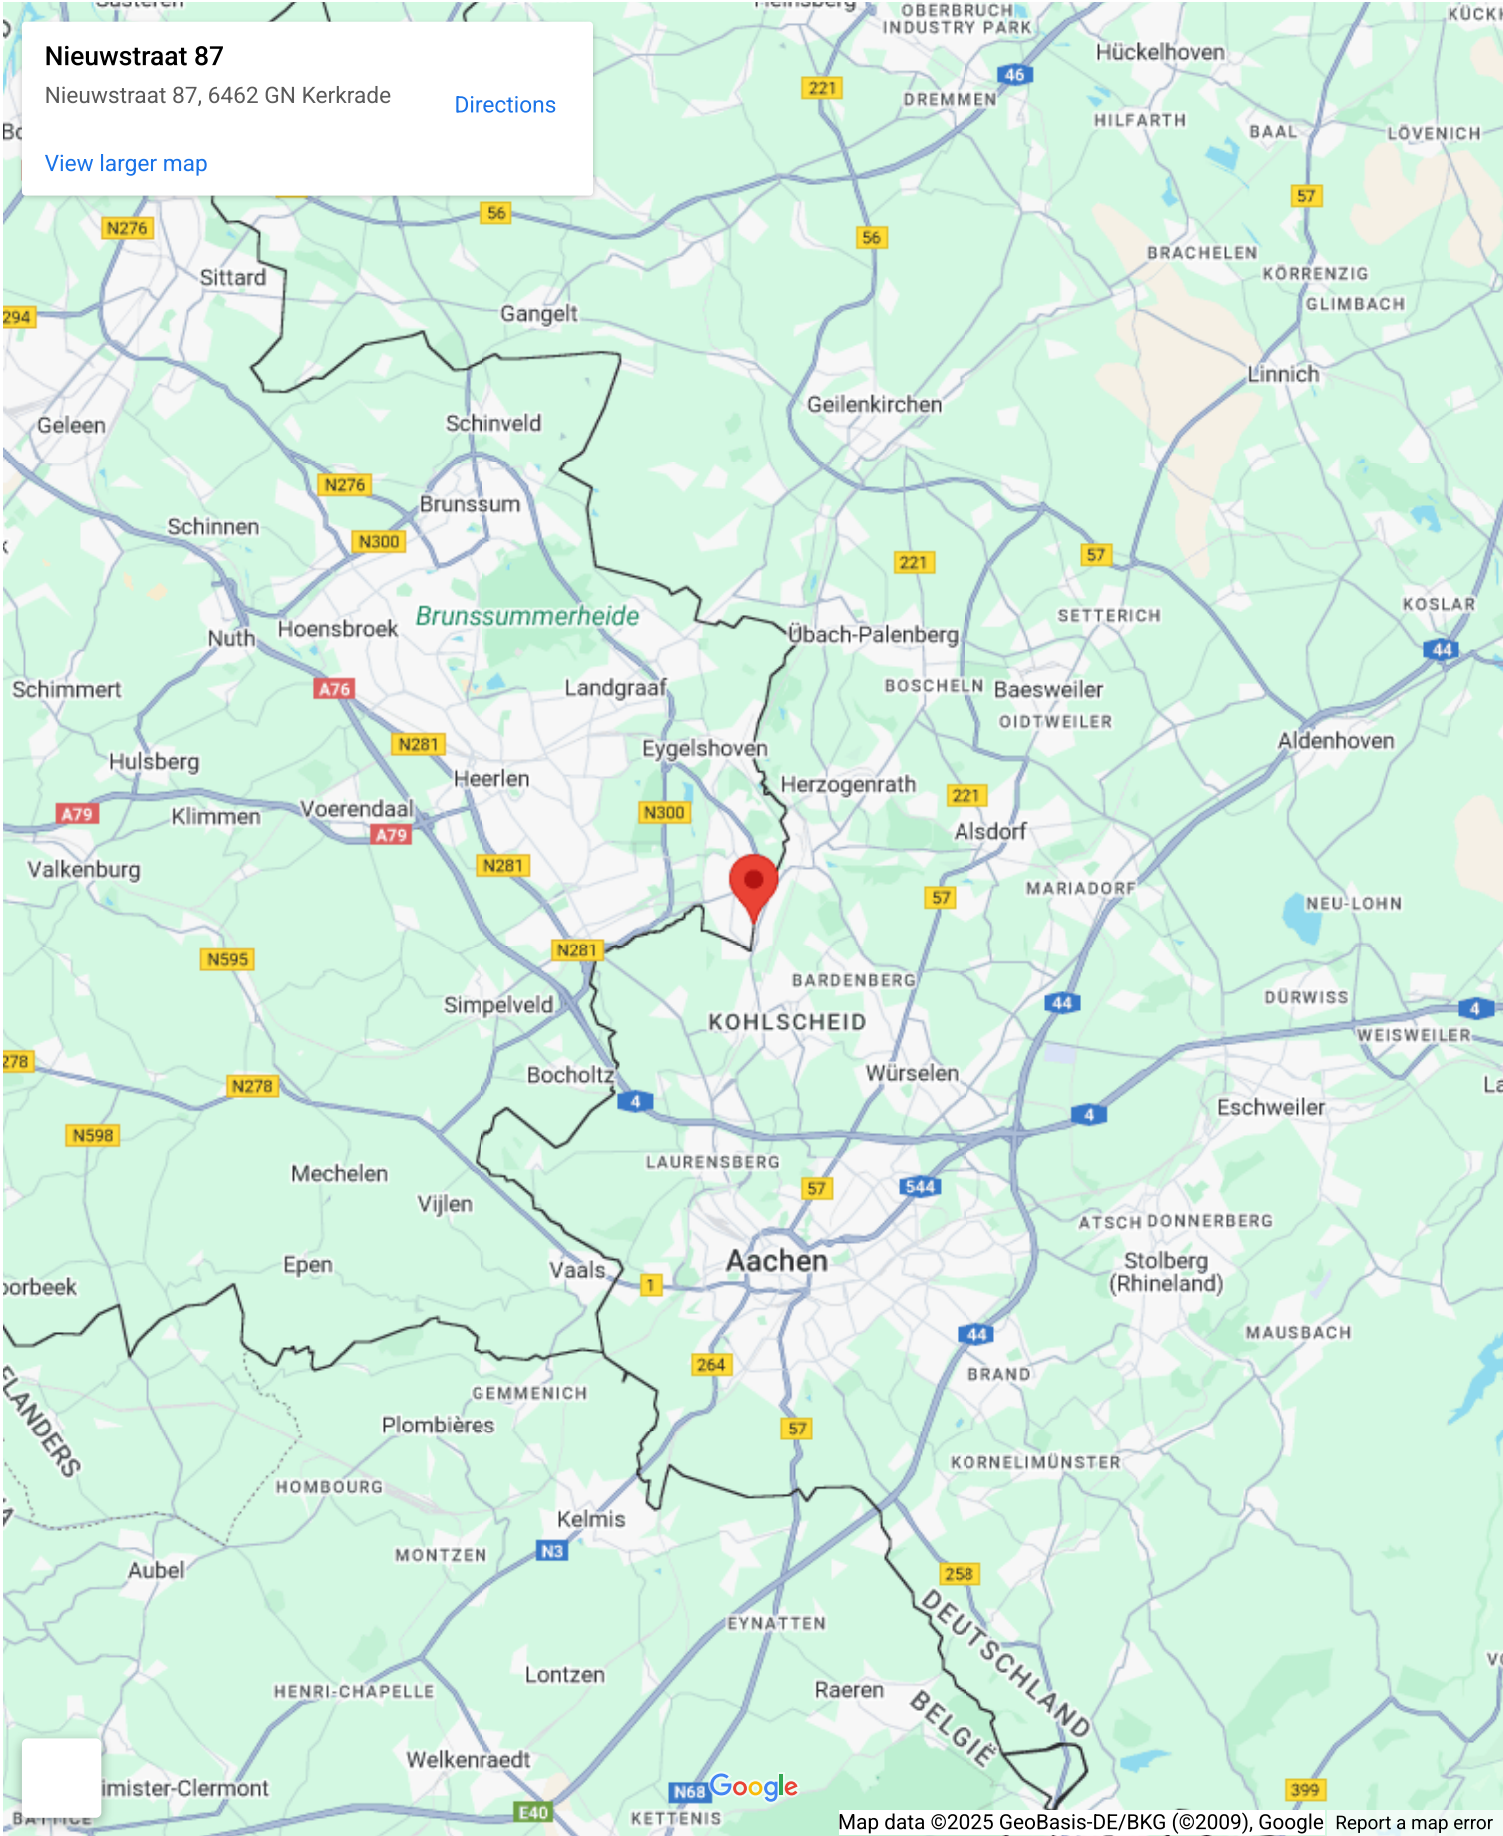 Nieuwstraat 87
Nieuwstraat 87, 6462 GN Kerkrade
Directions
View larger map
OBERBRUCH
INDUSTRY PARK
46
Hückelhoven
221
DREMMEN
HILFARTH
BAAL
LÖVENICH
57
N276
56
56
BRACHELEN
KÖRRENZIG
GLIMBACH
Sittard
294
Gangelt
Linnich
Geilenkirchen
Geleen
Schinveld
N276
Brunssum
Schinnen
N300
57
221
KOSLAR
Brunssummerheide
SETTERICH
Hoensbroek
Nuth
Übach-Palenberg
44
Schimmert
A76
Landgraaf
BOSCHELN
Baesweiler
OIDTWEILER
N281
Eygelshoven
Aldenhoven
Hulsberg
Heerlen
Herzogenrath
221
A79
Klimmen
Voerendaal
A79
N300
Alsdorf
Valkenburg
N281
MARIADORF
57
NEU-LOHN
N595
N281
BARDENBERG
Simpelveld
KOHLSCHEID
44
DÜRWISS
4
WEISWEILER
278
N278
Bocholtz
4
Würselen
4
Eschweiler
N598
Mechelen
LAURENSBERG
57
544
Vijlen
ATSCH
DONNERBERG
Epen
Vaals
Aachen
Stolberg
(Rhineland)
1
oorbeek
44
MAUSBACH
264
BRAND
FLANDERS
GEMMENICH
Plombières
57
KORNELIMÜNSTER
HOMBOURG
Kelmis
MONTZEN
N3
Aubel
258
DEUTSCHLAND
BELGIË
EYNATTEN
Lontzen
Raeren
HENRI-CHAPELLE
Welkenraedt
imister-Clermont
N68
Google
399
E40
KETTENIS
Map data ©2025 GeoBasis-DE/BKG (©2009), Google
Report a map error